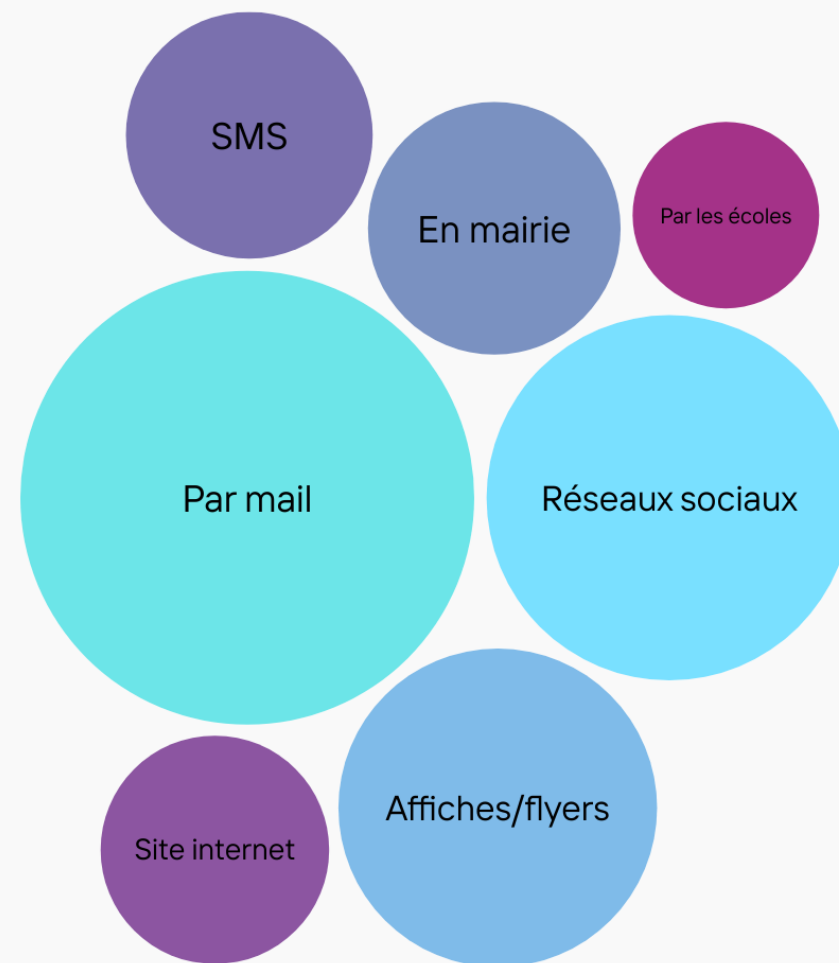 SMS
En mairie
Par les écoles
Par mail
Réseaux sociaux
Affiches/flyers
Site internet